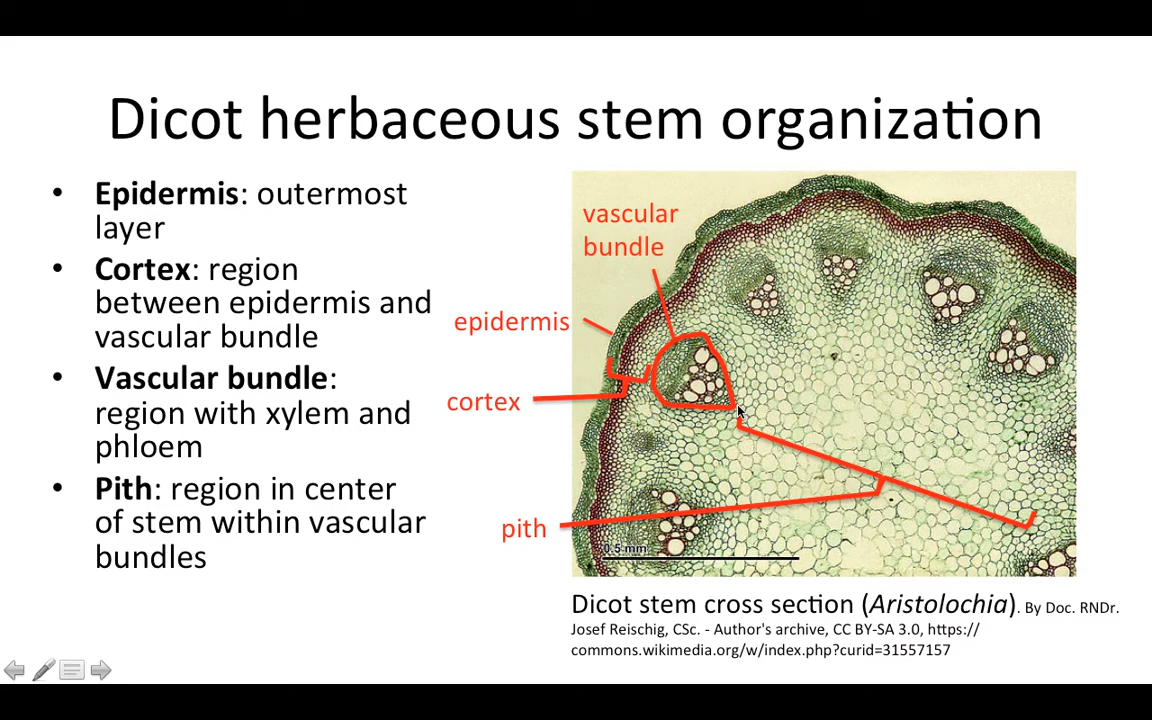 Dicot herbaceous stem organization
• Epidermis: outermost
layer
• Cortex: region
between epidermis and
vascular bundle
• Vascular bundle:
region with xylem and
phloem
• Pith: region in center
of stem within vascular
bundles
vascular
bundle
epidermis
cortex
pith
0.5 mm
Dicot stem cross section (Aristolochia). By Doc. RNDr.
Josef Reischig, CSc. - Author's archive, CC BY-SA 3.0, https://
commons.wikimedia.org/w/index.php?curid=31557157